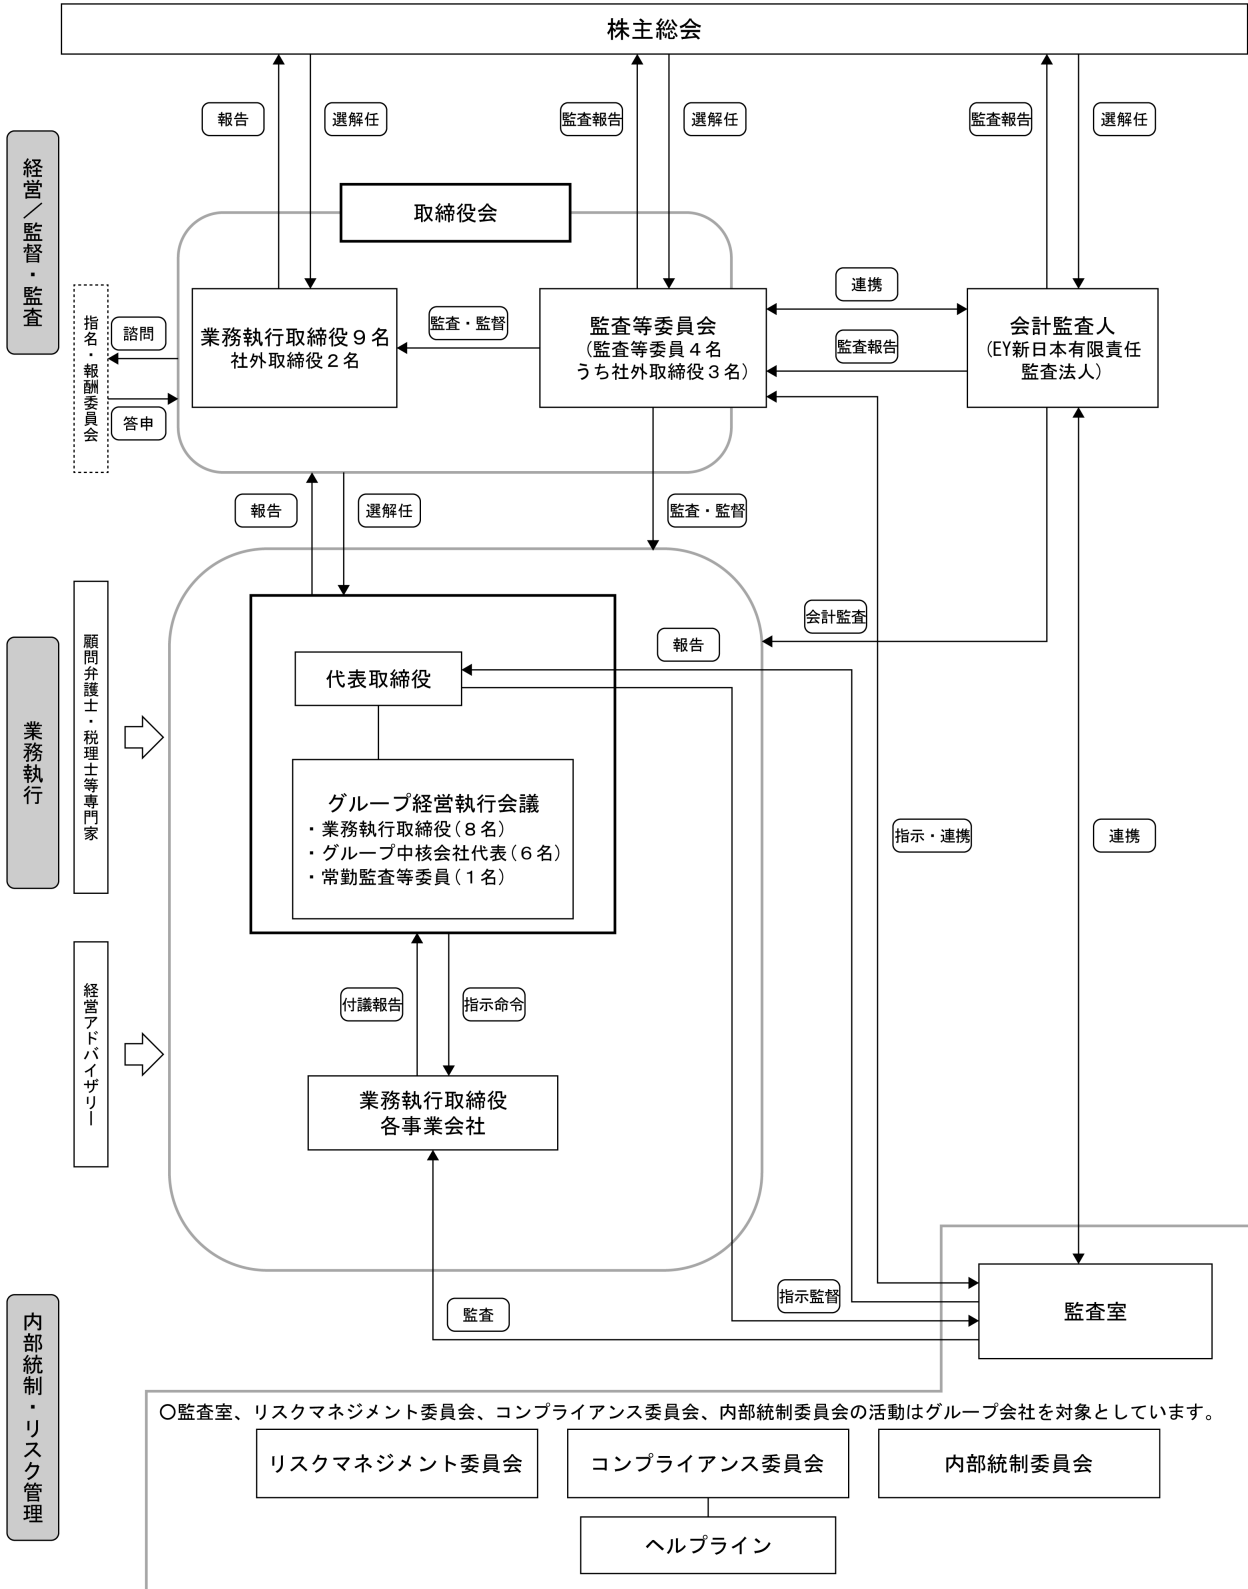 株主総会
報告
選解任
監査報告
選解任
監査報告
選解任
経営／監督・監査
取締役会
指名・報酬委員会
諮問
答申
業務執行取締役９名
社外取締役２名
監査・監督
監査等委員会
(監査等委員４名
うち社外取締役３名)
連携
監査報告
会計監査人
(EY新日本有限責任
監査法人)
報告
選解任
監査・監督
業務執行
顧問弁護士・税理士等専門家
会計監査
報告
代表取締役
グループ経営執行会議
・業務執行取締役(８名)
・グループ中核会社代表(６名)
・常勤監査等委員(１名)
指示・連携
連携
経営アドバイザリー
付議報告
指示命令
業務執行取締役
各事業会社
内部統制・リスク管理
監査
指示監督
監査室
〇監査室、リスクマネジメント委員会、コンプライアンス委員会、内部統制委員会の活動はグループ会社を対象としています。
リスクマネジメント委員会
コンプライアンス委員会
内部統制委員会
ヘルプライン